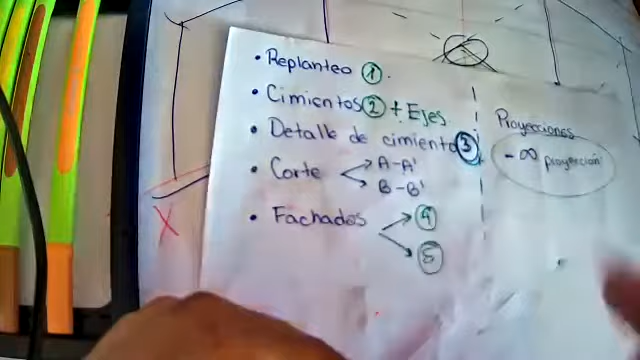 • Replanteo 1.
• Cimientos 2 + Ejes
• Detalle de cimiento 3
• Corte A-A'
B-B'
• Fachadas 4
5
Proyecciones
- ∞ proyección
X